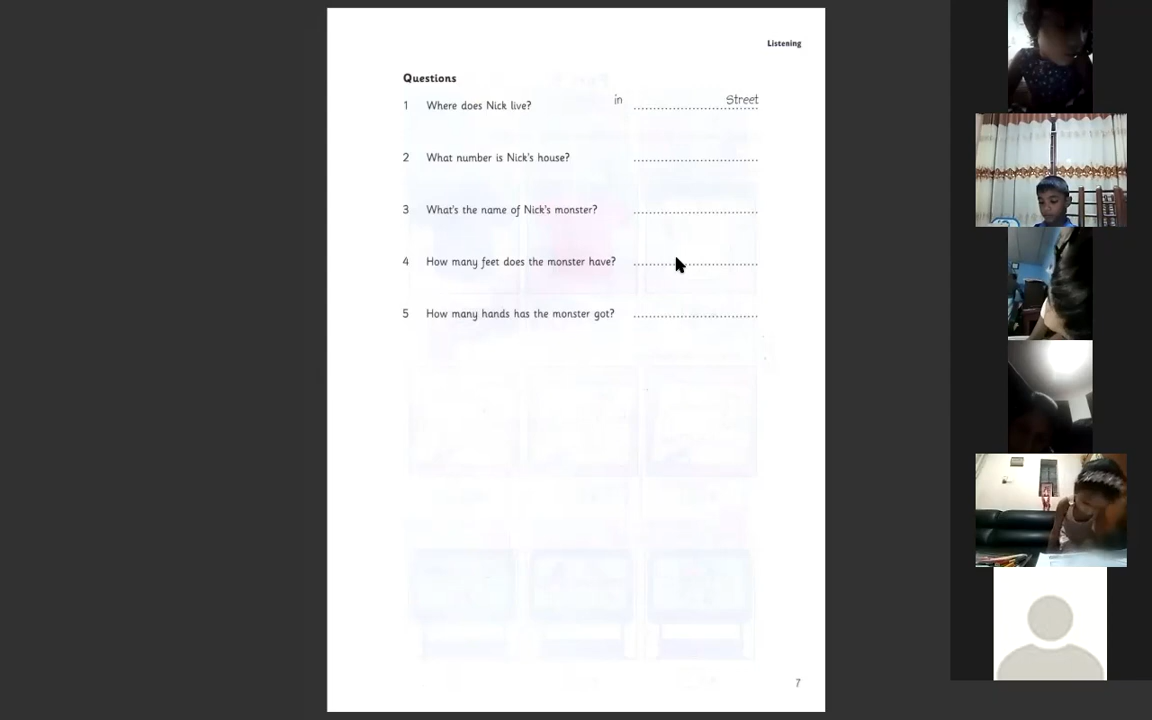 Listening
Questions
1 Where does Nick live? in ........................ Street
2 What number is Nick's house? ........................
3 What's the name of Nick's monster? ........................
4 How many feet does the monster have? ........................
5 How many hands has the monster got? ........................
7